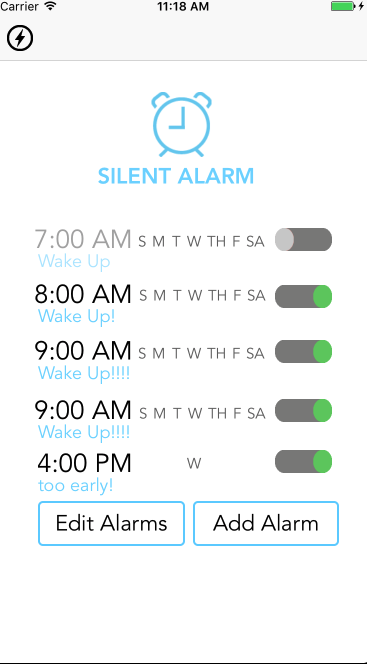 Carrier 11:18 AM
SILENT ALARM
7:00 AM S M T W TH F SA
Wake Up
8:00 AM S M T W TH F SA
Wake Up!
9:00 AM S M T W TH F SA
Wake Up!!!!
9:00 AM S M T W TH F SA
Wake Up!!!!
4:00 PM W
too early!
Edit Alarms Add Alarm